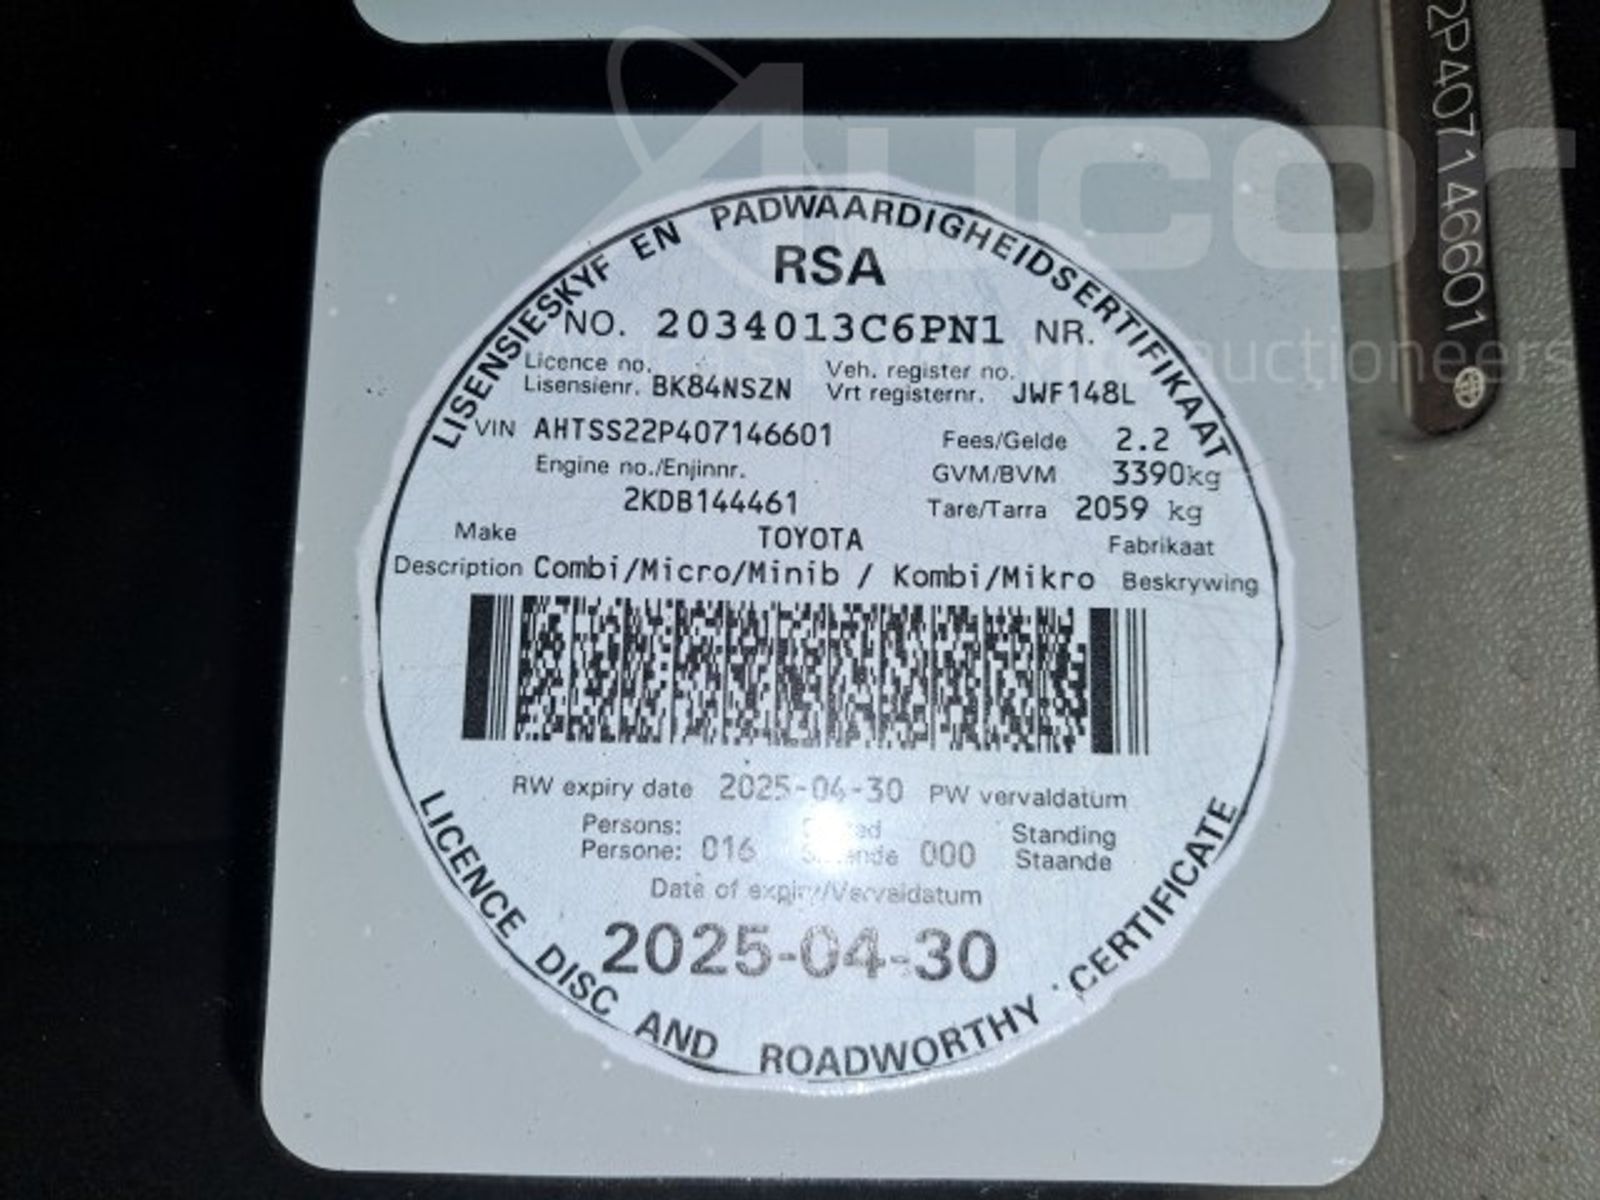 Aucor
auctioneers
2P407146601
LISENSIESKYF EN PADWAARDIGHEIDSERTIFIKAAT
RSA
NO. 2034013C6PN1 NR.
Licence no. Veh. register no.
Lisensienr. BK84NSZN Vrt registernr. JWF148L
VIN AHTSS22P407146601 Fees/Gelde 2.2
Engine no./Enjinnr. GVM/BVM 3390kg
2KDB144461 Tare/Tarra 2059 kg
Make TOYOTA Fabrikaat
Description Combi/Micro/Minib / Kombi/Mikro Beskrywing
RW expiry date 2025-04-30 PW vervaldatum
Persons: Standing
Persone: 016 000 Staande
Date of expiry/Vervaldatum
2025-04-30
LICENCE DISC AND ROADWORTHY CERTIFICATE